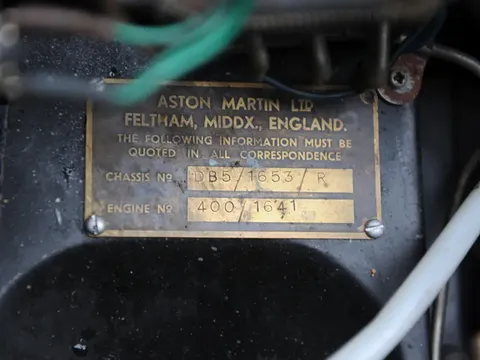 ASTON MARTIN LTD
FELTHAM, MIDDX., ENGLAND.
THE FOLLOWING INFORMATION MUST BE
QUOTED IN ALL CORRESPONDENCE
CHASSIS Nº DB5/1653/R
ENGINE Nº 400/1641